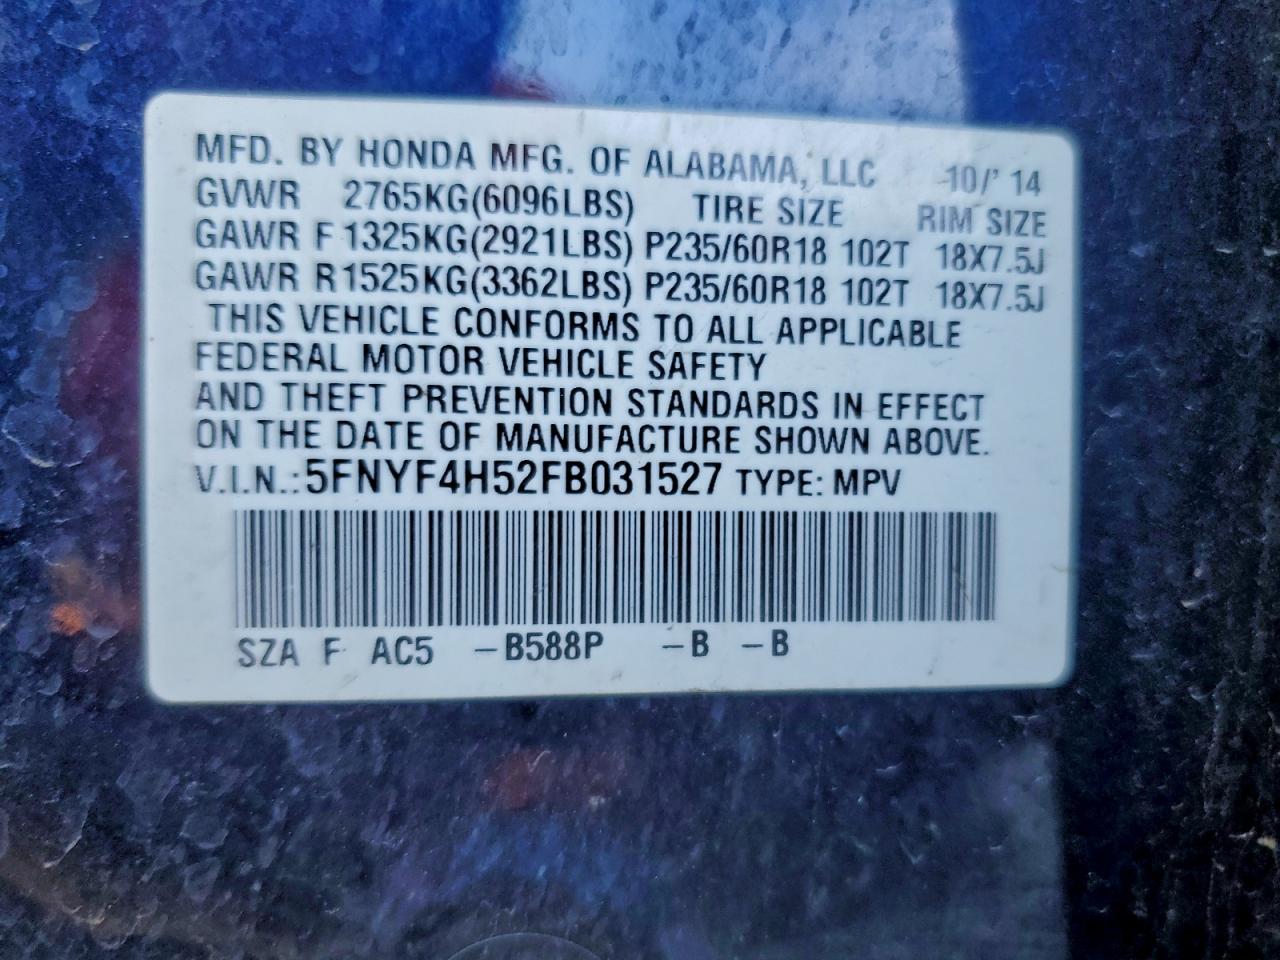 MFD. BY HONDA MFG. OF ALABAMA, LLC 10/' 14
GVWR 2765KG(6096LBS) TIRE SIZE RIM SIZE
GAWR F 1325KG(2921LBS) P235/60R18 102T 18X7.5J
GAWR R 1525KG(3362LBS) P235/60R18 102T 18X7.5J
THIS VEHICLE CONFORMS TO ALL APPLICABLE
FEDERAL MOTOR VEHICLE SAFETY
AND THEFT PREVENTION STANDARDS IN EFFECT
ON THE DATE OF MANUFACTURE SHOWN ABOVE.
V.I.N.: 5FNYF4H52FB031527 TYPE: MPV
SZA F AC5 -B588P -B -B